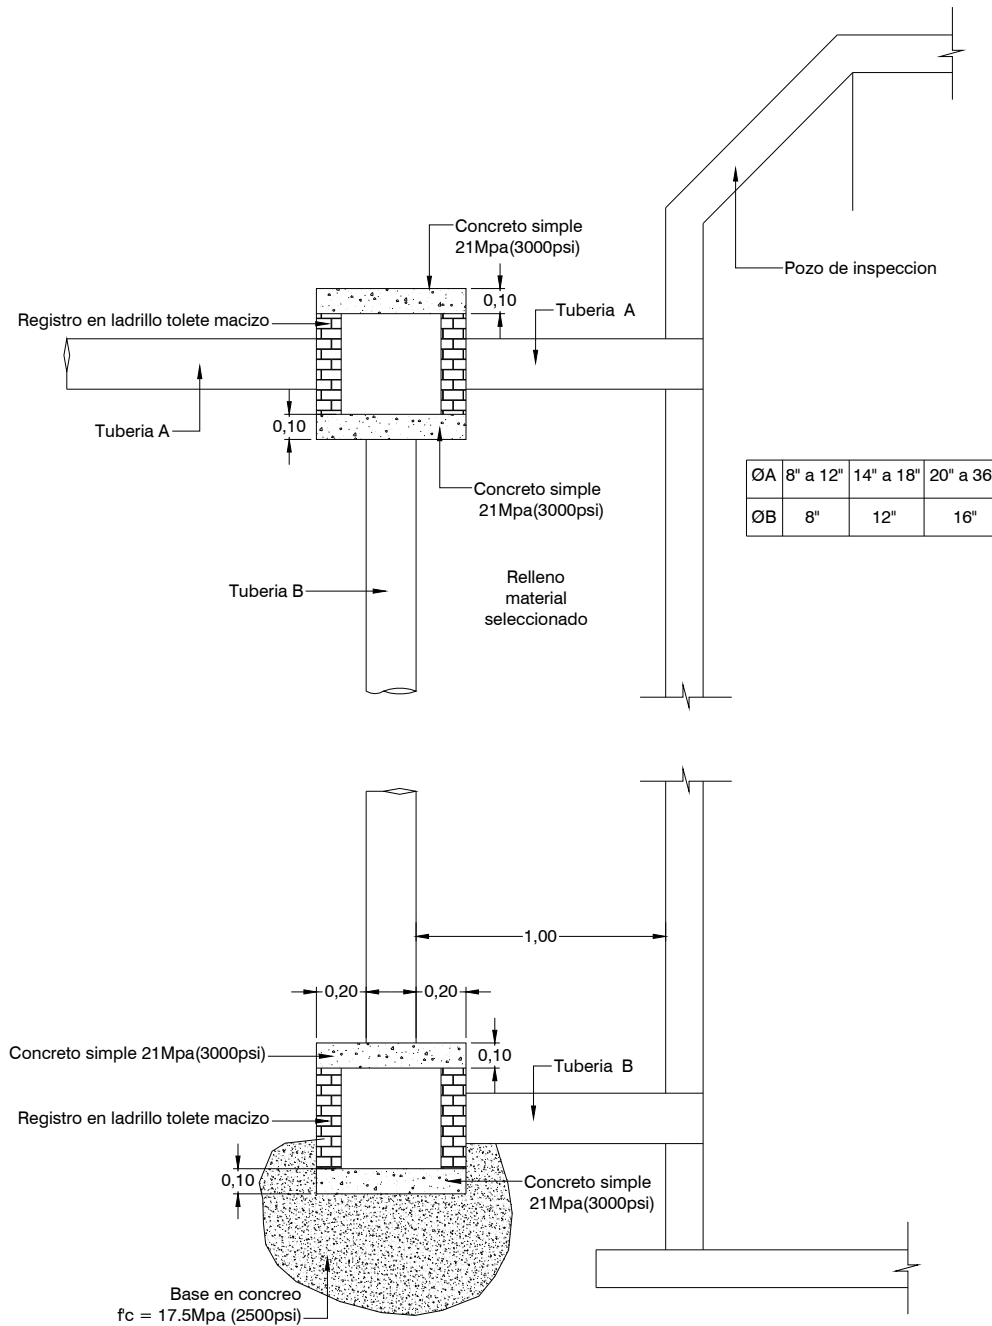 Concreto simple
21Mpa(3000psi)
0,10
Pozo de inspeccion
Tuberia A
Registro en ladrillo tolete macizo
0,10
Tuberia A
ØA 8" a 12" 14" a 18" 20" a 36
ØB 8" 12" 16"
Concreto simple
21Mpa(3000psi)
Relleno
material
seleccionado
Tuberia B
1,00
0,20 0,20
Concreto simple 21Mpa(3000psi)
0,10
Tuberia B
Registro en ladrillo tolete macizo
0,10
Concreto simple
21Mpa(3000psi)
Base en concreo
f'c = 17.5Mpa (2500psi)